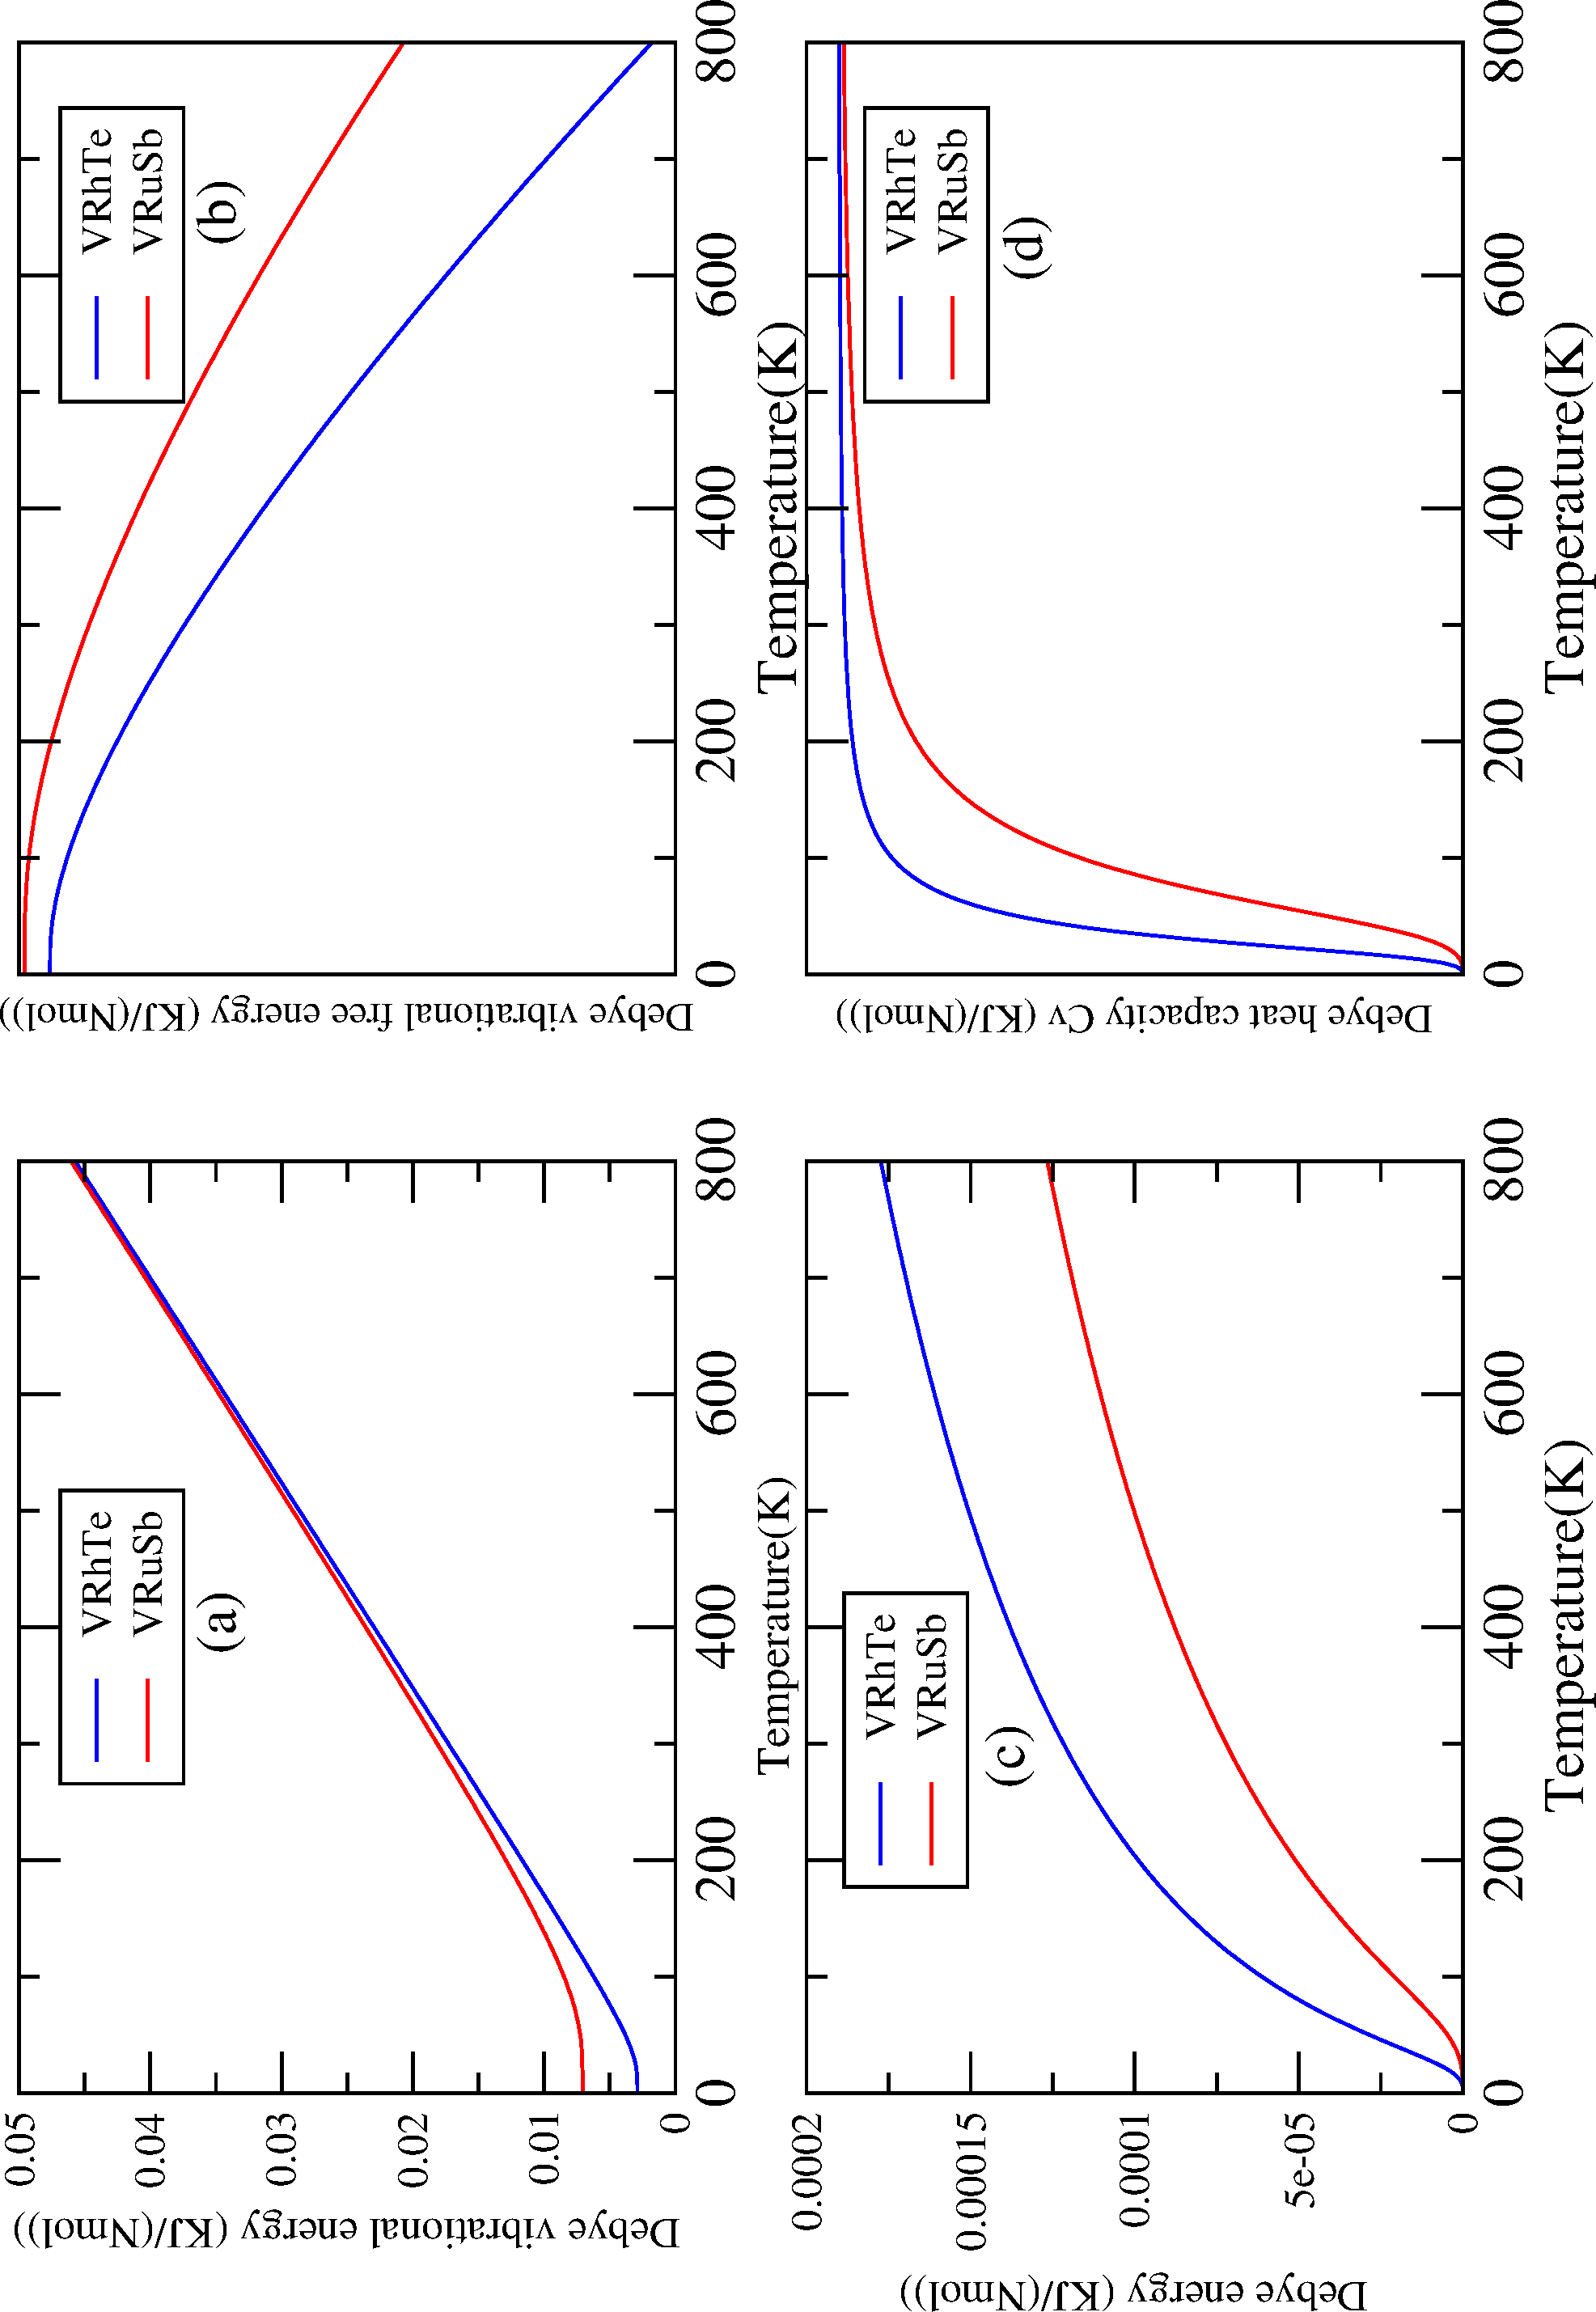 0.05
0.04
0.03
0.02
0.01
0
Debye vibrational energy ( KJ/(Nmol))
VRhTe
VRuSb
(a)
0
200
400
600
800
Temperature(K)
Debye vibrational free energy ( KJ/(Nmol))
VRhTe
VRuSb
(b)
0
200
400
600
800
Temperature(K)
0.0002
0.00015
0.0001
5e-05
0
Debye energy ( KJ/(Nmol))
VRhTe
VRuSb
(c)
0
200
400
600
800
Temperature(K)
Debye heat capacity Cv ( KJ/(Nmol))
VRhTe
VRuSb
(d)
0
200
400
600
800
Temperature(K)